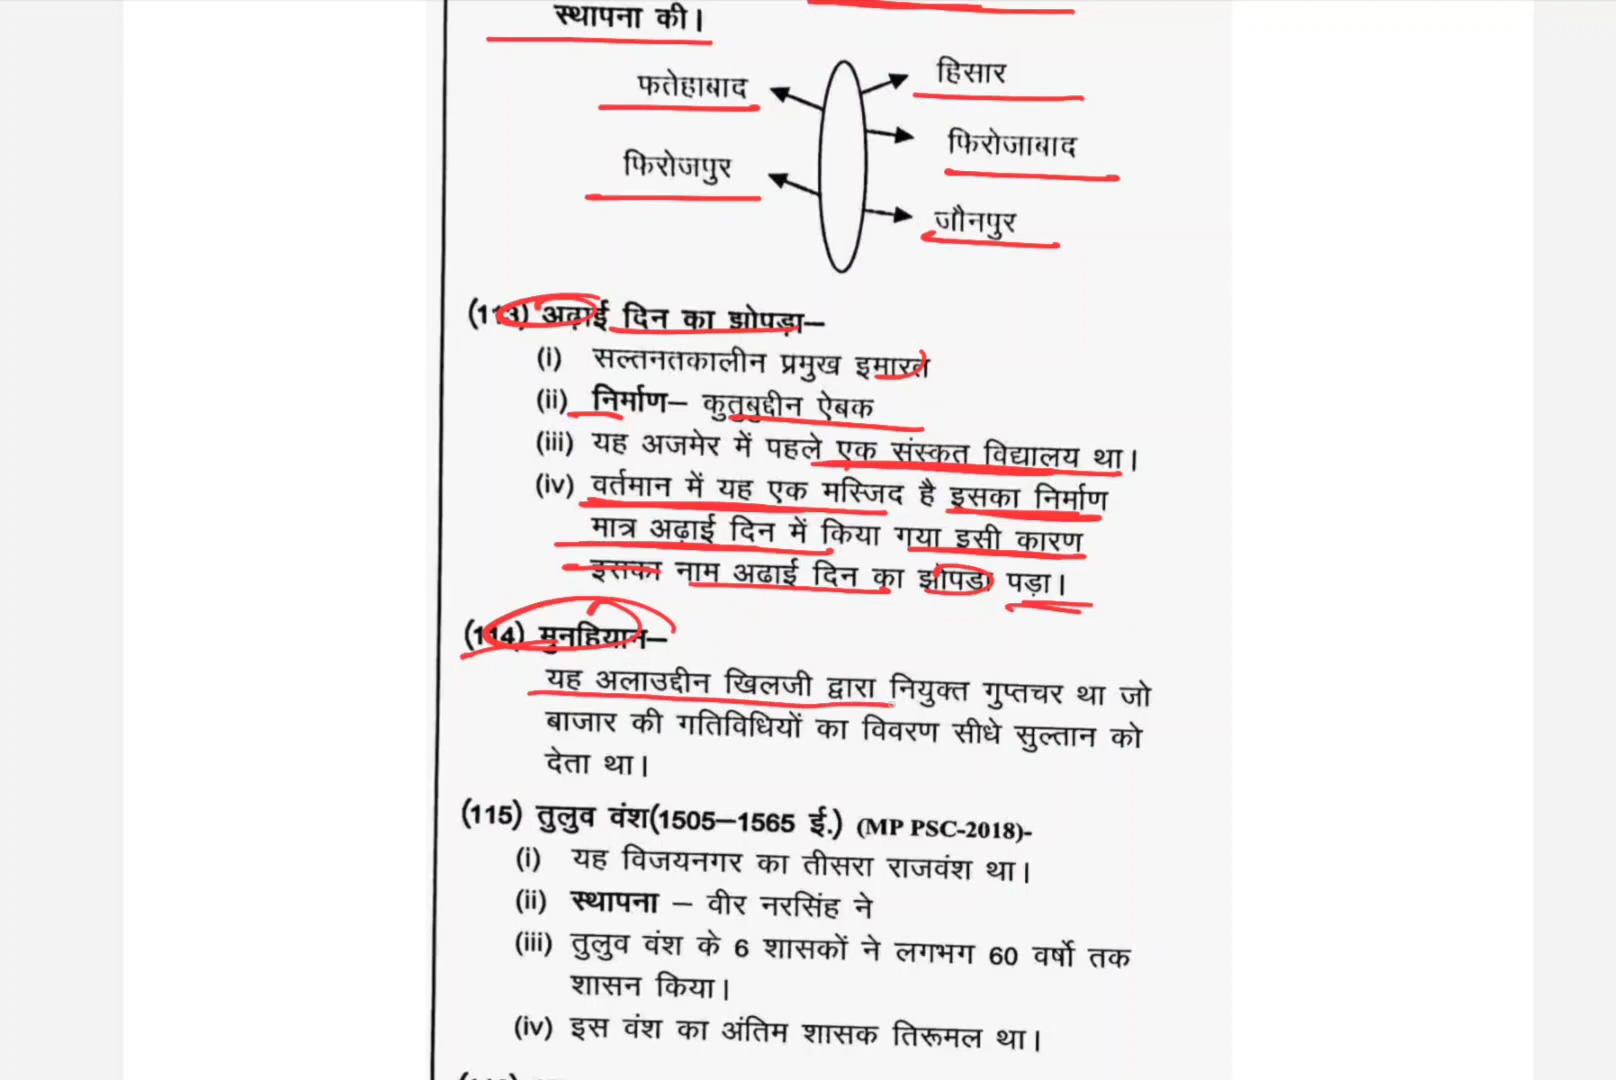 स्थापना की।
फतेहाबाद
हिसार
फिरोजाबाद
फिरोजपुर
जौनपुर
(113) अढ़ाई दिन का झोपड़ा–
(i) सल्तनतकालीन प्रमुख इमारत
(ii) निर्माण– कुतुबुद्दीन ऐबक
(iii) यह अजमेर में पहले एक संस्कत विद्यालय था।
(iv) वर्तमान में यह एक मस्जिद है इसका निर्माण
मात्र अढ़ाई दिन में किया गया इसी कारण
इसका नाम अढाई दिन का झोपडा पड़ा।
(114) मुनहियान–
यह अलाउद्दीन खिलजी द्वारा नियुक्त गुप्तचर था जो
बाजार की गतिविधियों का विवरण सीधे सुल्तान को
देता था।
(115) तुलुव वंश(1505–1565 ई.) (MP PSC-2018)-
(i) यह विजयनगर का तीसरा राजवंश था।
(ii) स्थापना – वीर नरसिंह ने
(iii) तुलुव वंश के 6 शासकों ने लगभग 60 वर्षो तक
शासन किया।
(iv) इस वंश का अंतिम शासक तिरूमल था।